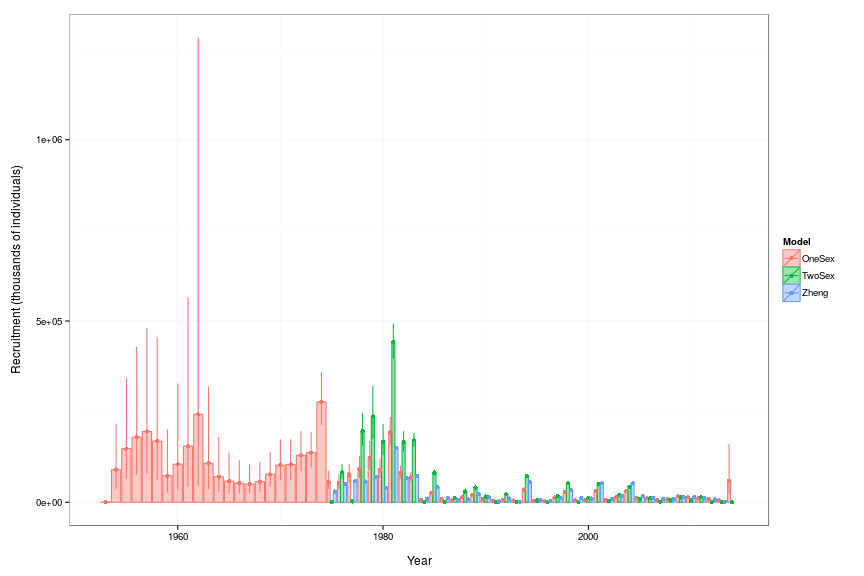 Recruitment (thousands of individuals)
1e+06
5e+05
0e+00
1960
1980
2000
Year
Model
OneSex
TwoSex
Zheng